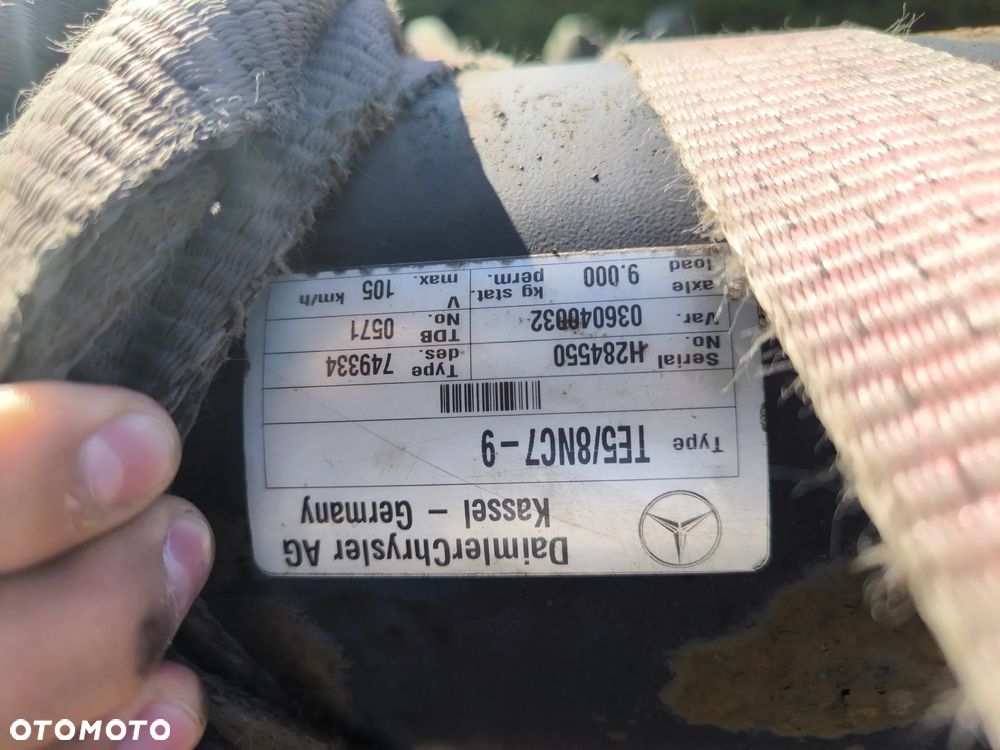 DaimlerChrysler AG
Kassel - Germany
Type TE5/8NC7-9
Serial No. H284550 Type des. 749334
Var. 036040032 TDB No. 0571
axle load 9.000 kg stat. perm. V max. 105 km/h
OTOMOTO